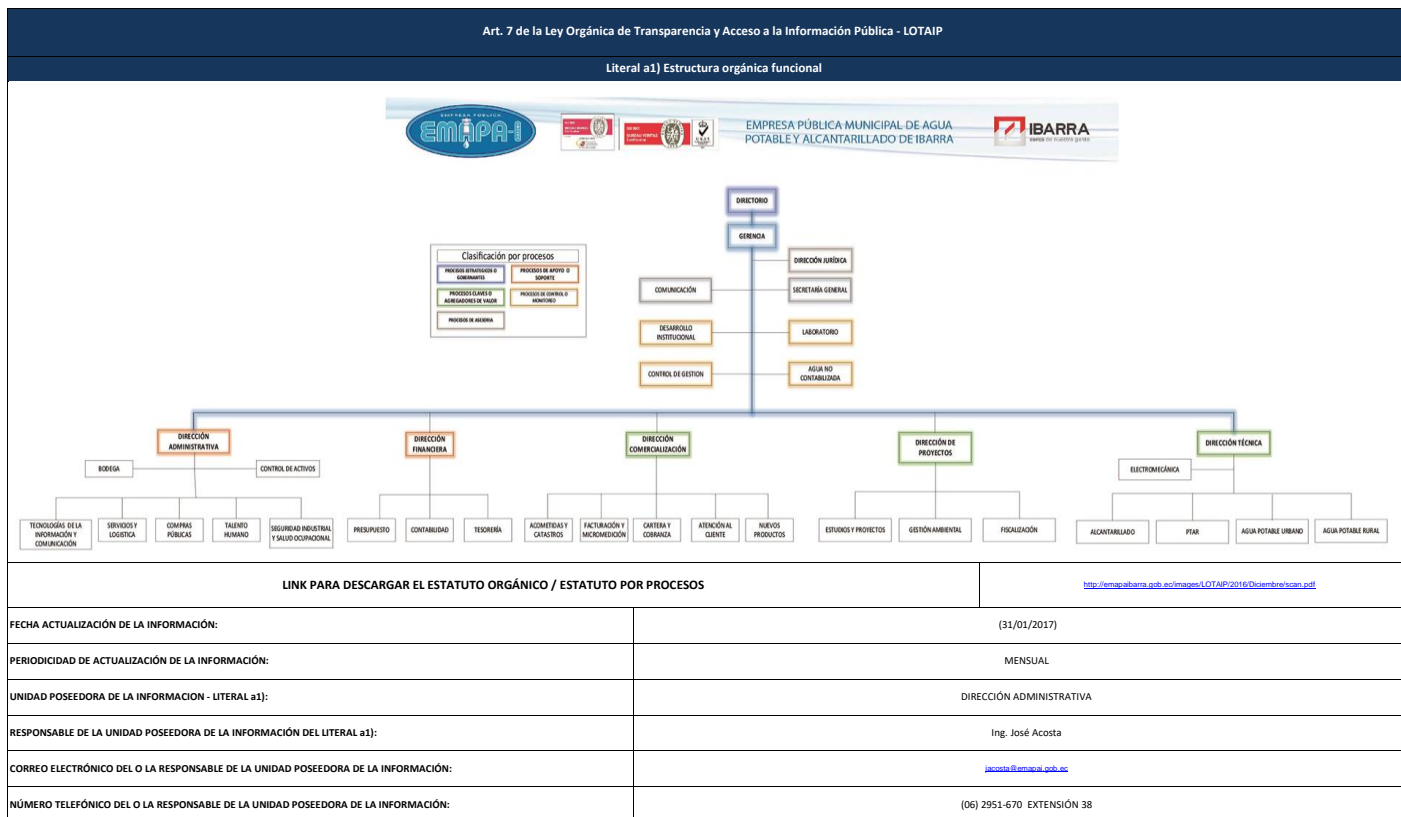 Art. 7 de la Ley Orgánica de Transparencia y Acceso a la Información Pública - LOTAIP
Literal a1) Estructura orgánica funcional
EMPRESA PÚBLICA
EMAPA-I
EMPRESA PÚBLICA MUNICIPAL DE AGUA
POTABLE Y ALCANTARILLADO DE IBARRA
IBARRA
DIRECTORIO
GERENCIA
Clasificación por procesos
PROCESOS ESTRATEGICOS O
GOBERNANTES
PROCESOS DE APOYO O
SOPORTE
PROCESOS CLAVES O
AGREGADORES DE VALOR
PROCESOS DE CONTROL O
MONITOREO
PROCESOS DE ASESORIA
DIRECCIÓN JURÍDICA
COMUNICACIÓN
SECRETARÍA GENERAL
DESARROLLO
INSTITUCIONAL
LABORATORIO
CONTROL DE GESTION
AGUA NO
CONTABILIZADA
DIRECCIÓN
ADMINISTRATIVA
DIRECCIÓN
FINANCIERA
DIRECCIÓN
COMERCIALIZACIÓN
DIRECCIÓN DE
PROYECTOS
DIRECCIÓN TÉCNICA
BODEGA
CONTROL DE ACTIVOS
ELECTROMECÁNICA
TECNOLOGÍAS DE LA
INFORMACIÓN Y
COMUNICACIÓN
SERVICIOS Y
LOGISTICA
COMPRAS
PÚBLICAS
TALENTO
HUMANO
SEGURIDAD INDUSTRIAL
Y SALUD OCUPACIONAL
PRESUPUESTO
CONTABILIDAD
TESORERÍA
ACOMETIDAS Y
CATASTROS
FACTURACIÓN Y
MICROMEDICIÓN
CARTERA Y
COBRANZA
ATENCIÓN AL
CLIENTE
NUEVOS
PRODUCTOS
ESTUDIOS Y PROYECTOS
GESTIÓN AMBIENTAL
FISCALIZACIÓN
ALCANTARILLADO
PTAR
AGUA POTABLE URBANO
AGUA POTABLE RURAL
LINK PARA DESCARGAR EL ESTATUTO ORGÁNICO / ESTATUTO POR PROCESOS
http://emapaibarra.gob.ec/images/LOTAIP/2016/Diciembre/scan.pdf
FECHA ACTUALIZACIÓN DE LA INFORMACIÓN:
(31/01/2017)
PERIODICIDAD DE ACTUALIZACIÓN DE LA INFORMACIÓN:
MENSUAL
UNIDAD POSEEDORA DE LA INFORMACION - LITERAL a1):
DIRECCIÓN ADMINISTRATIVA
RESPONSABLE DE LA UNIDAD POSEEDORA DE LA INFORMACIÓN DEL LITERAL a1):
Ing. José Acosta
CORREO ELECTRÓNICO DEL O LA RESPONSABLE DE LA UNIDAD POSEEDORA DE LA INFORMACIÓN:
jacosta@emapai.gob.ec
NÚMERO TELEFÓNICO DEL O LA RESPONSABLE DE LA UNIDAD POSEEDORA DE LA INFORMACIÓN:
(06) 2951-670 EXTENSIÓN 38